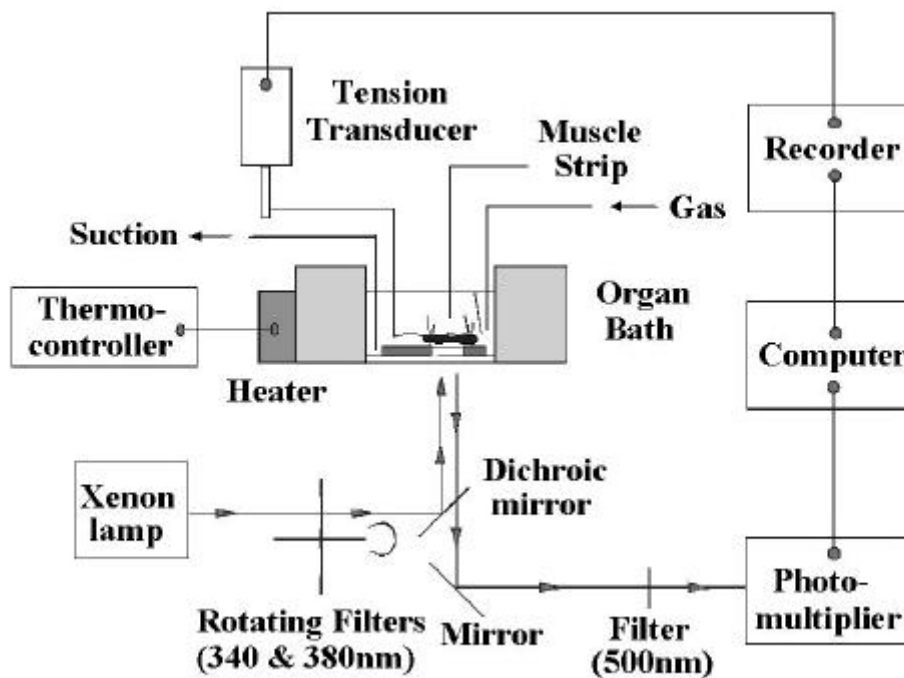 Tension
Transducer
Muscle
Strip
Recorder
Gas
Suction
Organ
Bath
Thermo-
controller
Computer
Heater
Dichroic
mirror
Xenon
lamp
Photo-
multiplier
Rotating Filters
(340 & 380nm)
Mirror
Filter
(500nm)